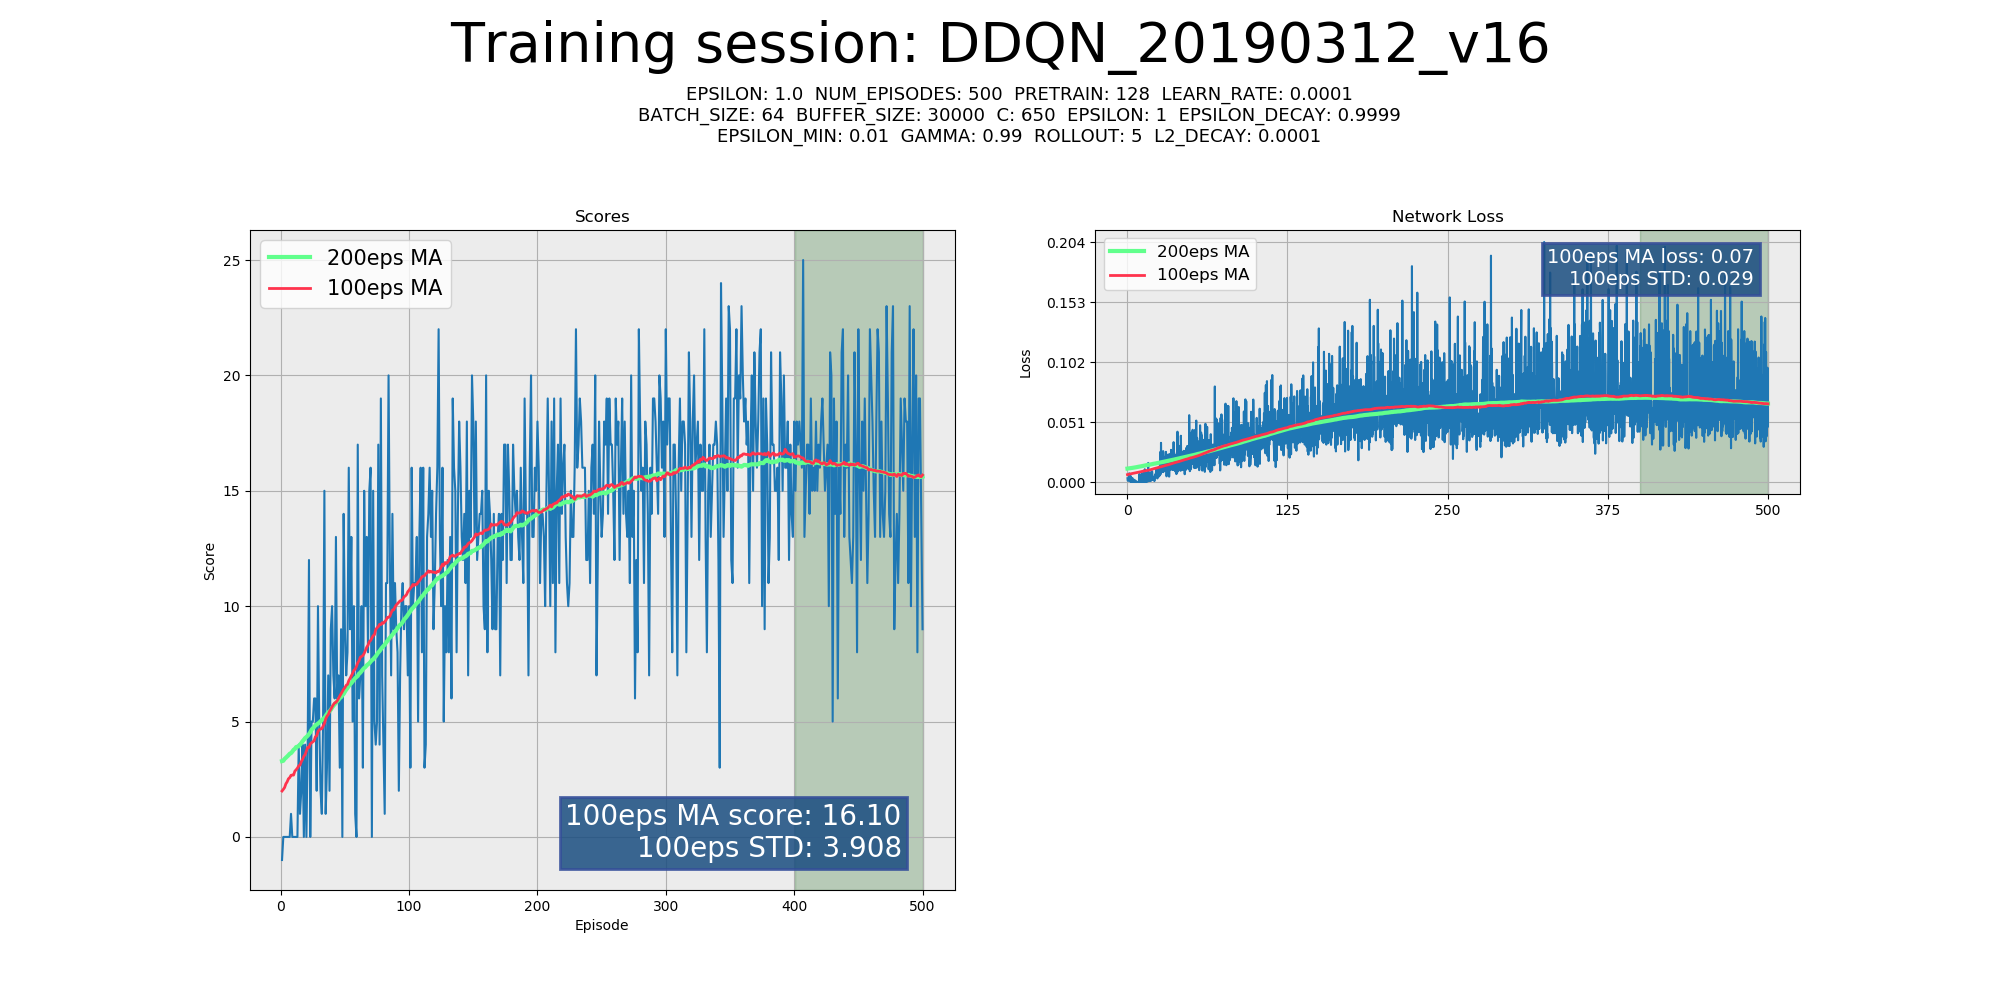 Training session: DDQN_20190312_v16
EPSILON: 1.0  NUM_EPISODES: 500  PRETRAIN: 128  LEARN_RATE: 0.0001
BATCH_SIZE: 64  BUFFER_SIZE: 30000  C: 650  EPSILON: 1  EPSILON_DECAY: 0.9999
EPSILON_MIN: 0.01  GAMMA: 0.99  ROLLOUT: 5  L2_DECAY: 0.0001
Scores
200eps MA
100eps MA
25
20
15
10
5
0
Score
100eps MA score: 16.10
100eps STD: 3.908
0 100 200 300 400 500
Episode
Network Loss
200eps MA
100eps MA
100eps MA loss: 0.07
100eps STD: 0.029
0.204
0.153
0.102
0.051
0.000
Loss
0 125 250 375 500